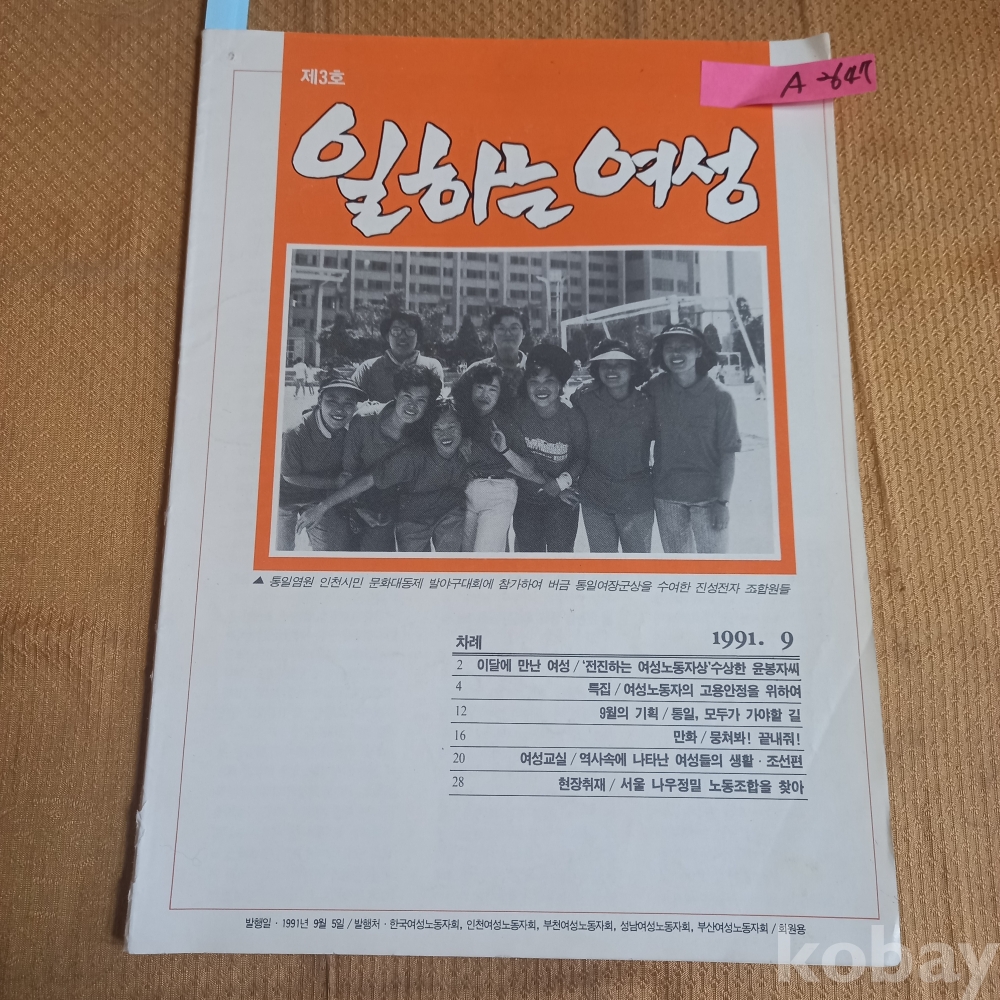 제3호
A-2647
일하는 여성
▲ 통일염원 인천시민 문화대동제 발야구대회에 참가하여 버금 통일여장군상을 수여한 진성전자 조합원들
차례 1991. 9
2 이달에 만난 여성 / '전진하는 여성노동자상'수상한 윤봉자씨
4 특집 / 여성노동자의 고용안정을 위하여
12 9월의 기획 / 통일, 모두가 가야할 길
16 만화 / 뭉쳐봐! 끝내줘!
20 여성교실 / 역사속에 나타난 여성들의 생활 · 조선편
28 현장취재 / 서울 나우정밀 노동조합을 찾아
발행일 · 1991년 9월 5일 / 발행처 · 한국여성노동자회, 인천여성노동자회, 부천여성노동자회, 성남여성노동자회, 부산여성노동자회 / 회원용
kobay